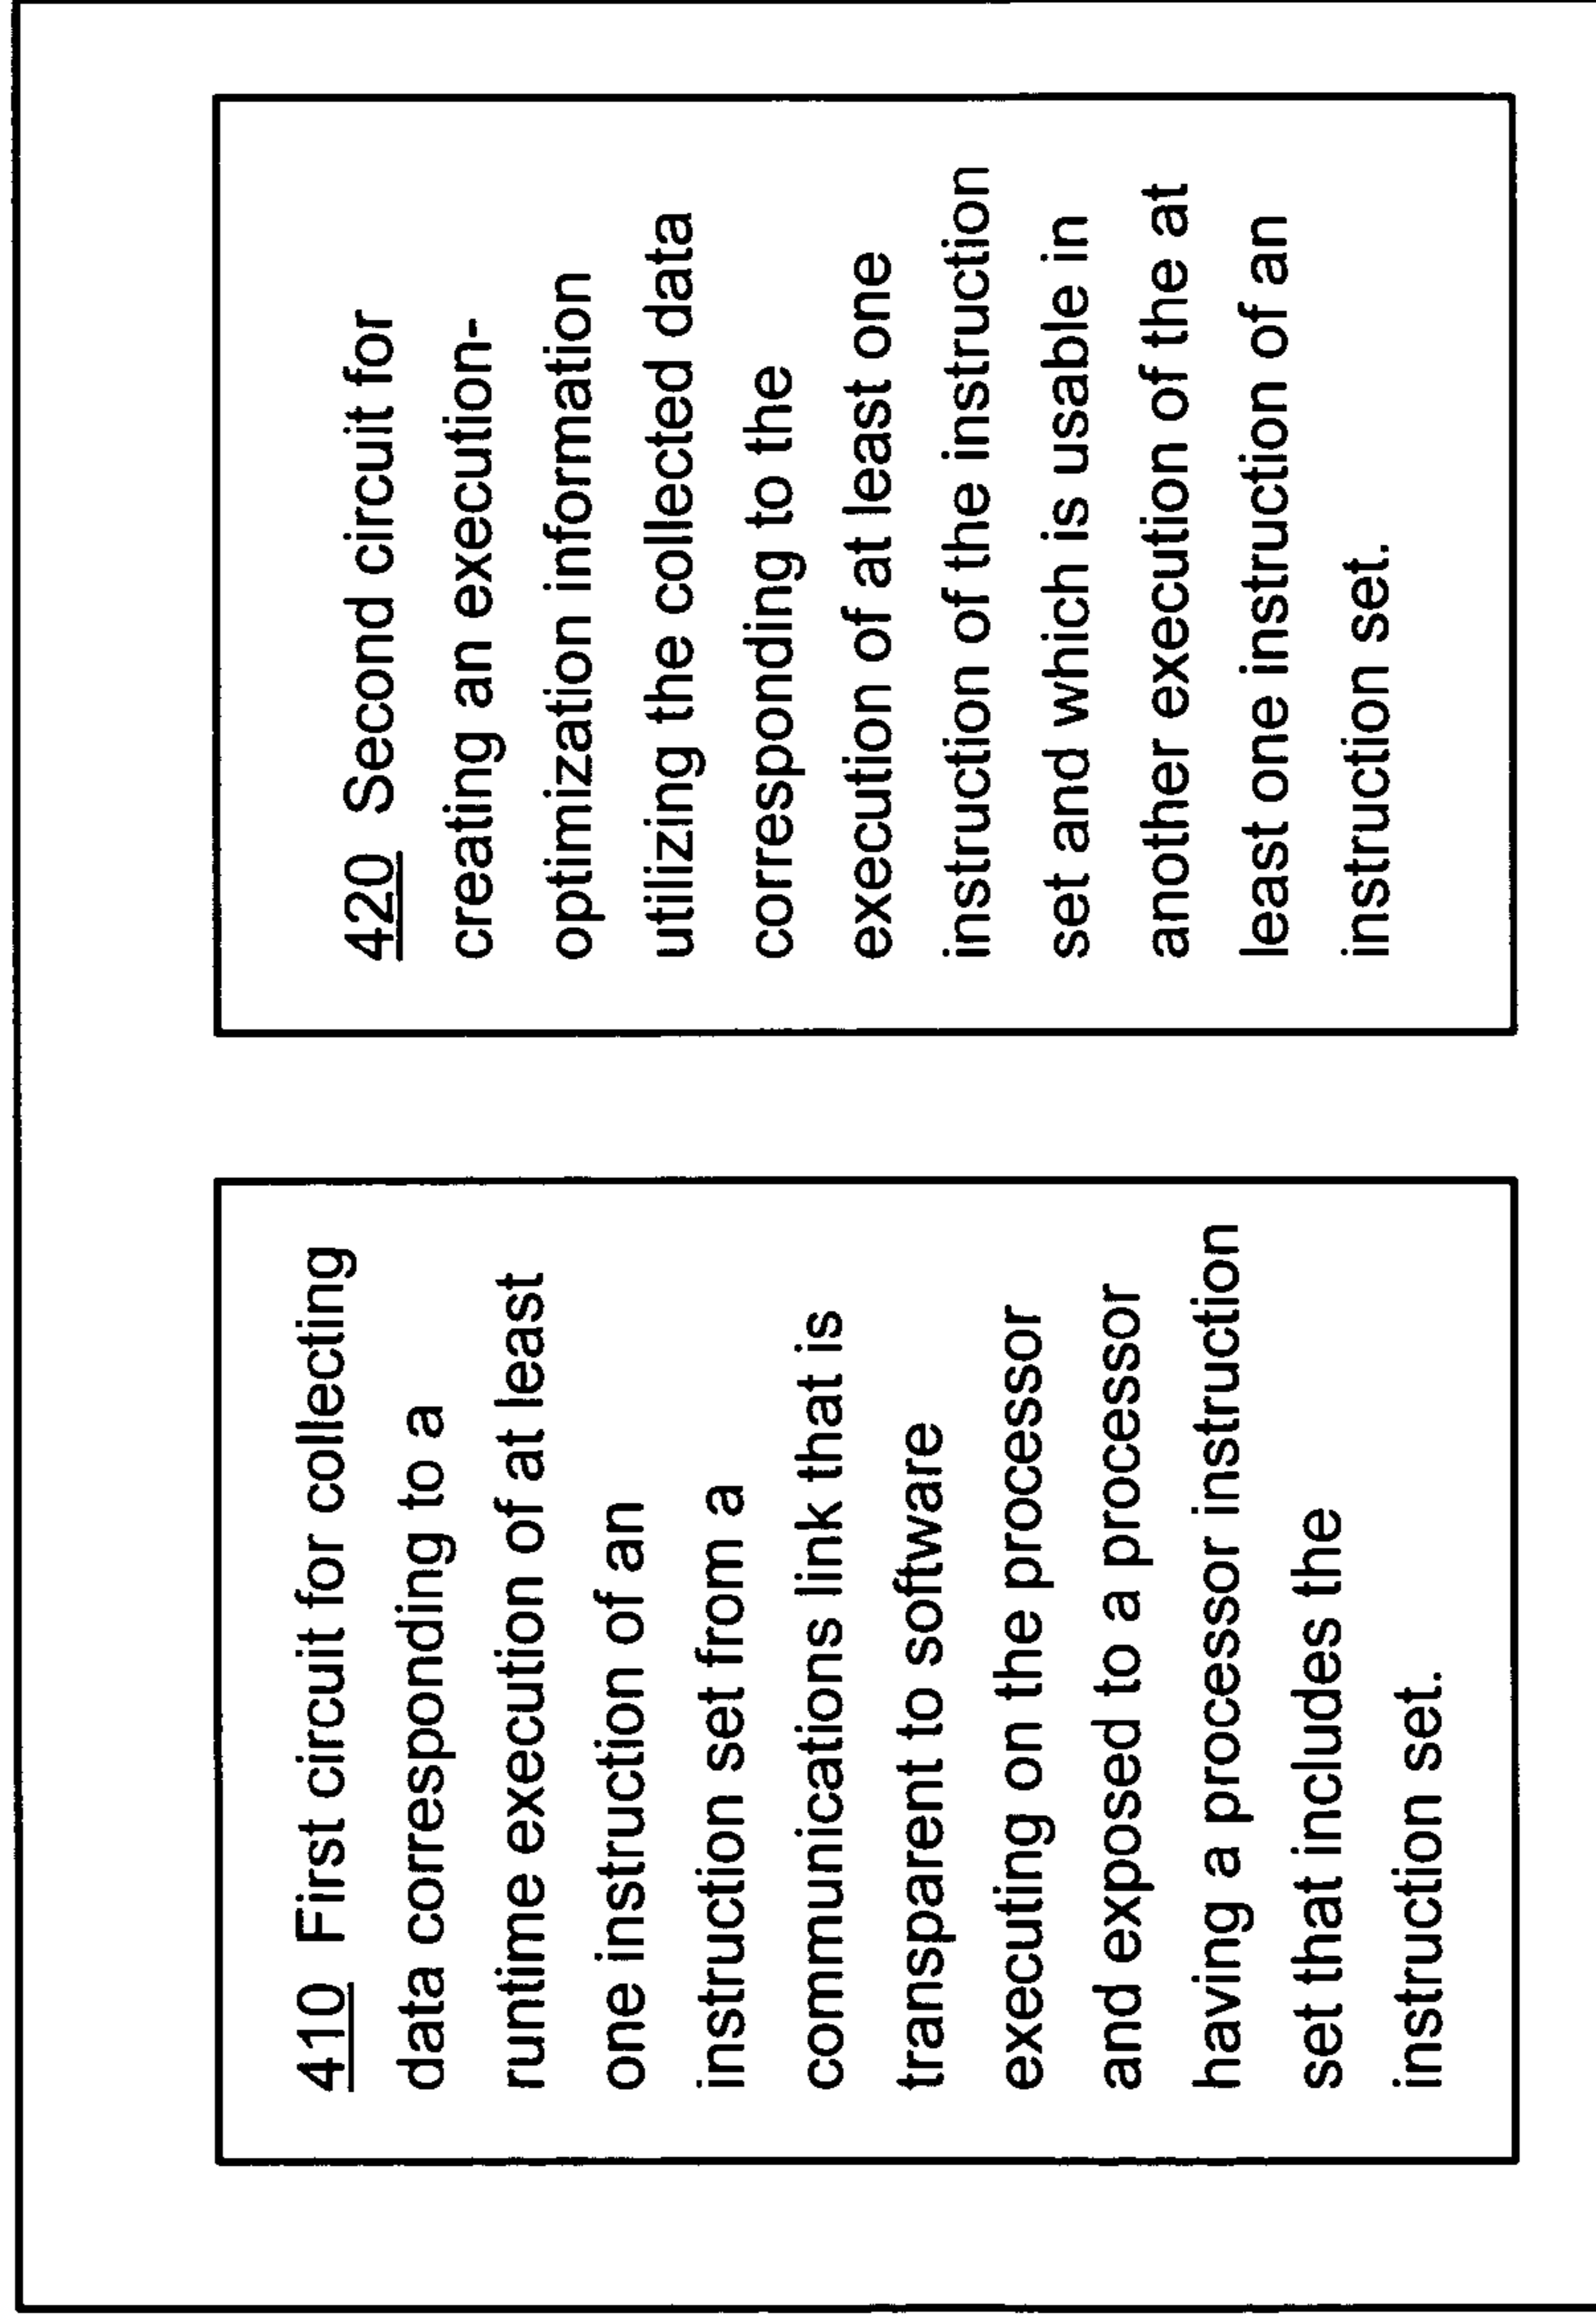 410 First circuit for collecting
data corresponding to a
runtime execution of at least
one instruction of an
instruction set from a
communications link that is
transparent to software
executing on the processor
and exposed to a processor
having a processor instruction
set that includes the
instruction set.
420 Second circuit for
creating an execution-
optimization information
utilizing the collected data
corresponding to the
execution of at least one
instruction of the instruction
set and which is usable in
another execution of the at
least one instruction of an
instruction set.